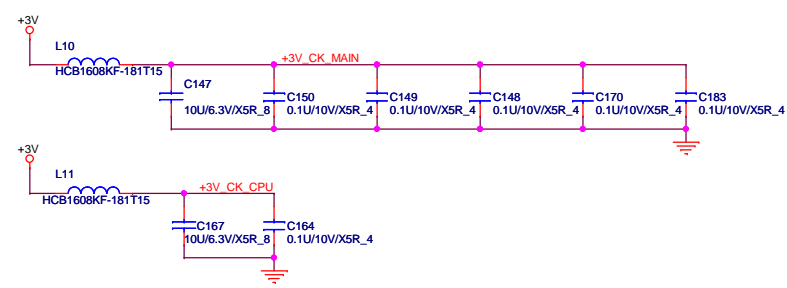 +3V
L10
HCB1608KF-181T15
+3V_CK_MAIN
C147
10U/6.3V/X5R_8
C150
0.1U/10V/X5R_4
C149
0.1U/10V/X5R_4
C148
0.1U/10V/X5R_4
C170
0.1U/10V/X5R_4
C183
0.1U/10V/X5R_4
+3V
L11
HCB1608KF-181T15
+3V_CK_CPU
C167
10U/6.3V/X5R_8
C164
0.1U/10V/X5R_4